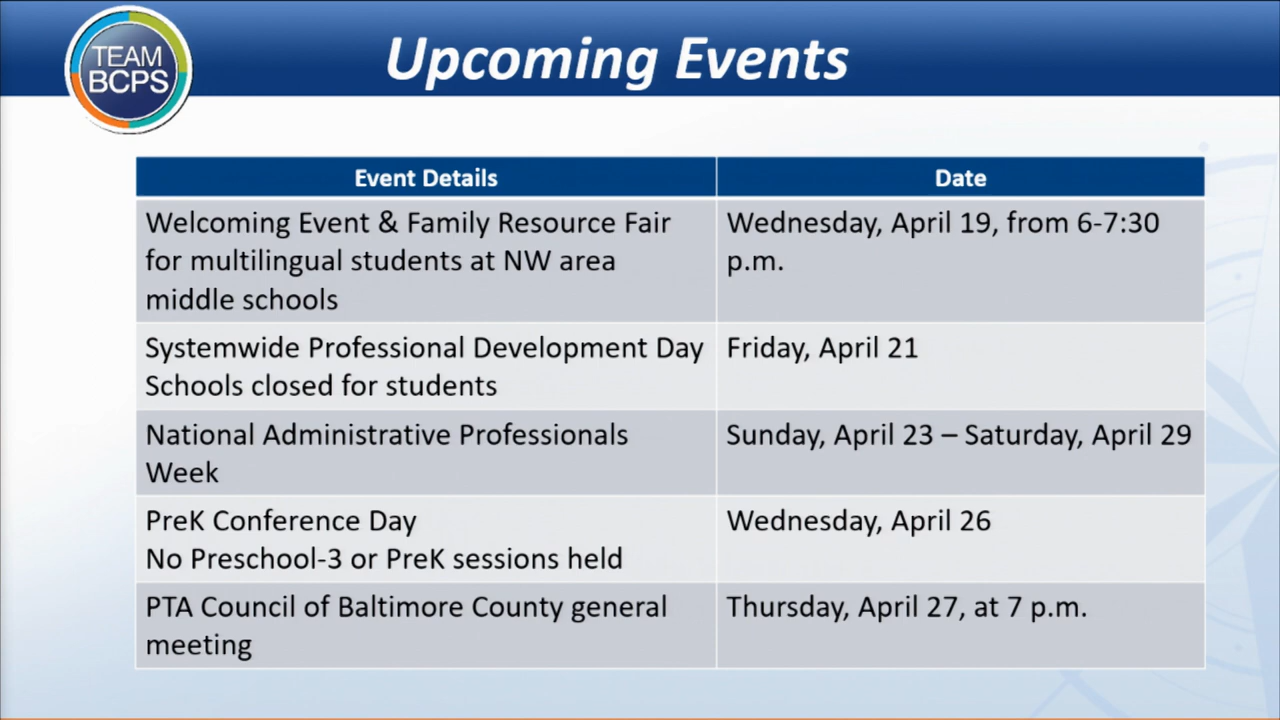 TEAM
BCPS
Upcoming Events
Event Details
Date
Welcoming Event & Family Resource Fair
for multilingual students at NW area
middle schools
Wednesday, April 19, from 6-7:30
p.m.
Systemwide Professional Development Day
Schools closed for students
Friday, April 21
National Administrative Professionals
Week
Sunday, April 23 – Saturday, April 29
PreK Conference Day
No Preschool-3 or PreK sessions held
Wednesday, April 26
PTA Council of Baltimore County general
meeting
Thursday, April 27, at 7 p.m.